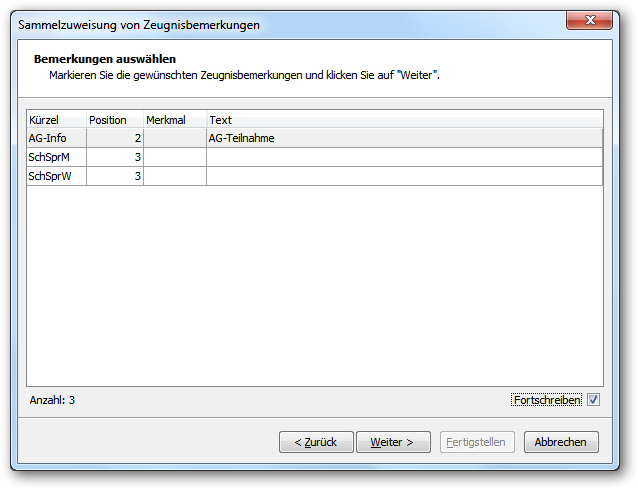 Sammelzuweisung von Zeugnisbemerkungen
Bemerkungen auswählen
Markieren Sie die gewünschten Zeugnisbemerkungen und klicken Sie auf "Weiter".
Kürzel Position Merkmal Text
AG-Info 2 AG-Teilnahme
SchSprM 3
SchSprW 3
Anzahl: 3 Fortschreiben
< Zurück Weiter > Fertigstellen Abbrechen